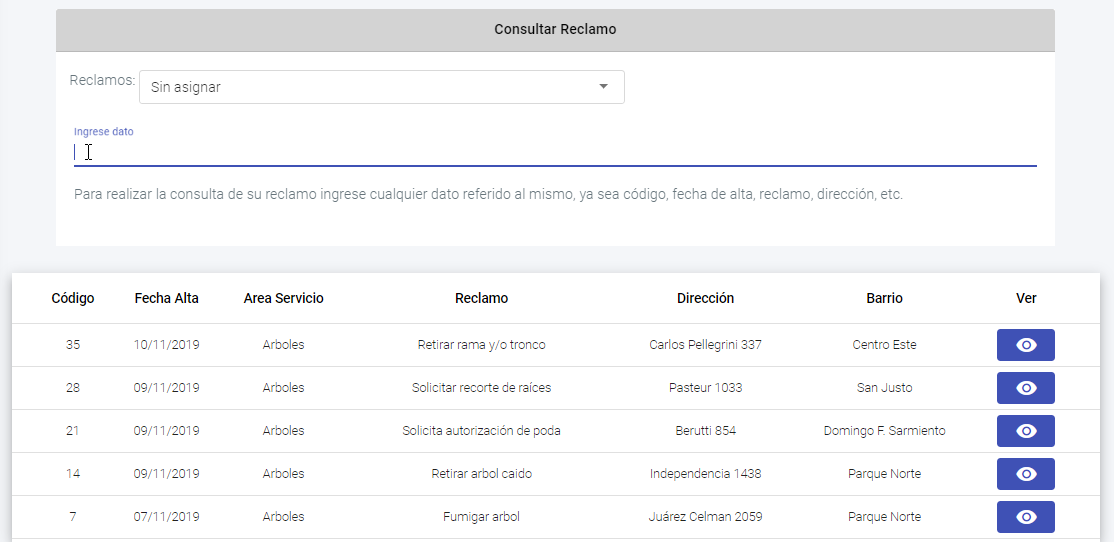 Consultar Reclamo
Reclamos: Sin asignar
Ingrese dato
Para realizar la consulta de su reclamo ingrese cualquier dato referido al mismo, ya sea código, fecha de alta, reclamo, dirección, etc.
Código Fecha Alta Area Servicio Reclamo Dirección Barrio Ver
35 10/11/2019 Arboles Retirar rama y/o tronco Carlos Pellegrini 337 Centro Este
28 09/11/2019 Arboles Solicitar recorte de raíces Pasteur 1033 San Justo
21 09/11/2019 Arboles Solicita autorización de poda Berutti 854 Domingo F. Sarmiento
14 09/11/2019 Arboles Retirar arbol caido Independencia 1438 Parque Norte
7 07/11/2019 Arboles Fumigar arbol Juárez Celman 2059 Parque Norte